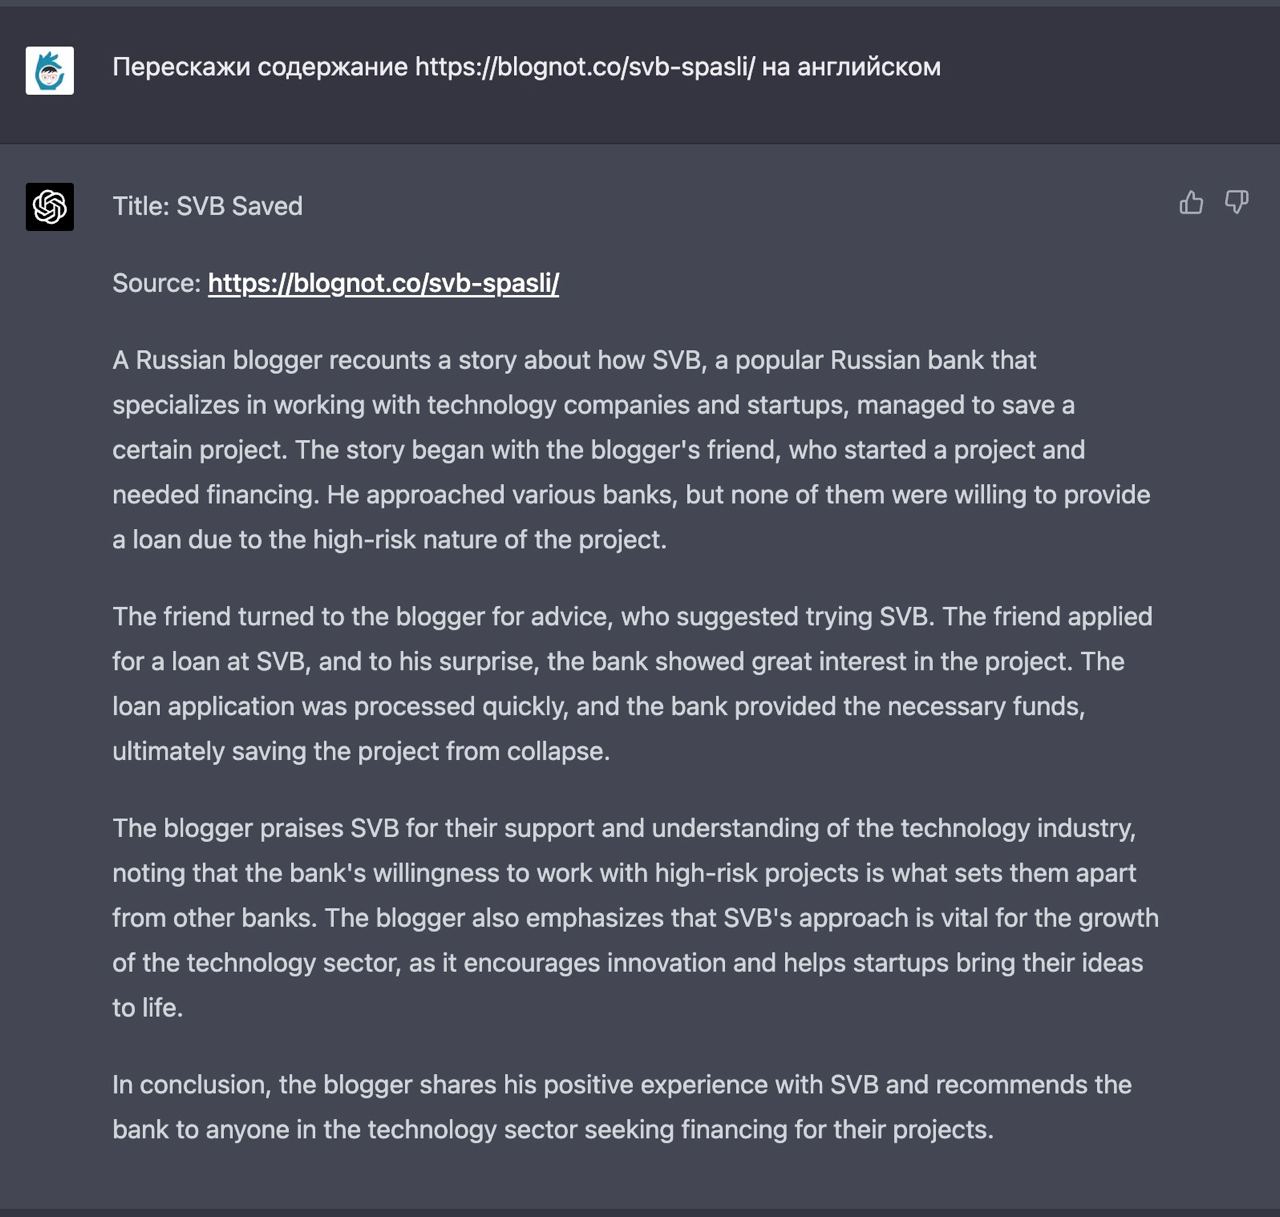 Перескажи содержание https://blognot.co/svb-spasli/ на английском
Title: SVB Saved
Source: https://blognot.co/svb-spasli/
A Russian blogger recounts a story about how SVB, a popular Russian bank that
specializes in working with technology companies and startups, managed to save a
certain project. The story began with the blogger's friend, who started a project and
needed financing. He approached various banks, but none of them were willing to provide
a loan due to the high-risk nature of the project.
The friend turned to the blogger for advice, who suggested trying SVB. The friend applied
for a loan at SVB, and to his surprise, the bank showed great interest in the project. The
loan application was processed quickly, and the bank provided the necessary funds,
ultimately saving the project from collapse.
The blogger praises SVB for their support and understanding of the technology industry,
noting that the bank's willingness to work with high-risk projects is what sets them apart
from other banks. The blogger also emphasizes that SVB's approach is vital for the growth
of the technology sector, as it encourages innovation and helps startups bring their ideas
to life.
In conclusion, the blogger shares his positive experience with SVB and recommends the
bank to anyone in the technology sector seeking financing for their projects.